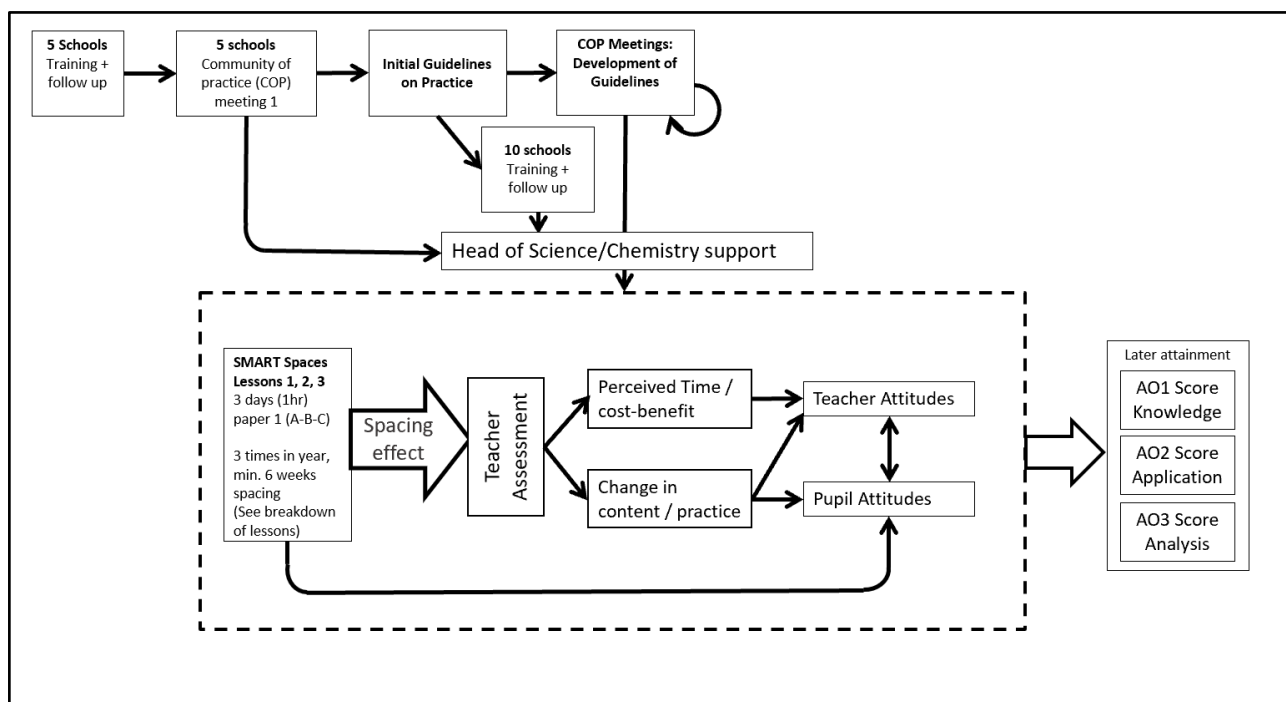 5 Schools
Training +
follow up
5 schools
Community of
practice (COP)
meeting 1
Initial Guidelines
on Practice
COP Meetings:
Development of
Guidelines
10 schools
Training +
follow up
Head of Science/Chemistry support
SMART Spaces
Lessons 1, 2, 3
3 days (1hr)
paper 1 (A-B-C)
3 times in year,
min. 6 weeks
spacing
(See breakdown
of lessons)
Spacing
effect
Teacher
Assessment
Perceived Time /
cost-benefit
Change in
content / practice
Teacher Attitudes
Pupil Attitudes
Later attainment
AO1 Score
Knowledge
AO2 Score
Application
AO3 Score
Analysis